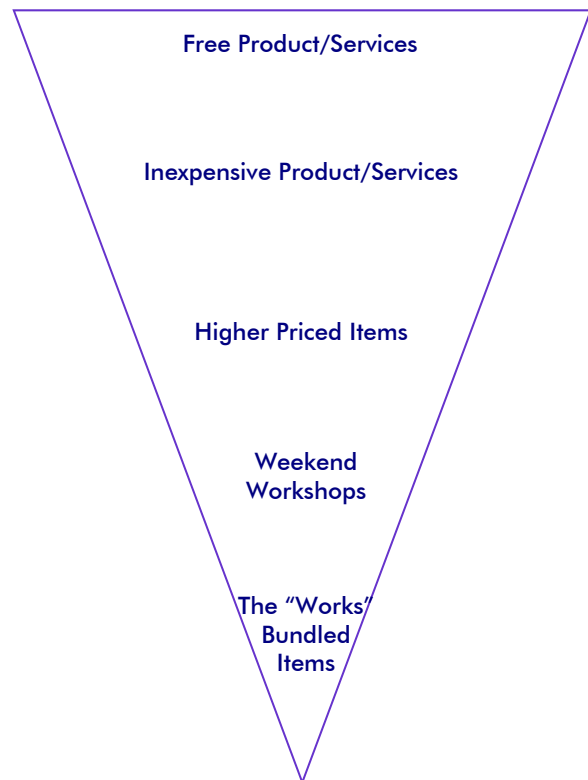 Free Product/Services
Inexpensive Product/Services
Higher Priced Items
Weekend
Workshops
The “Works”
Bundled
Items